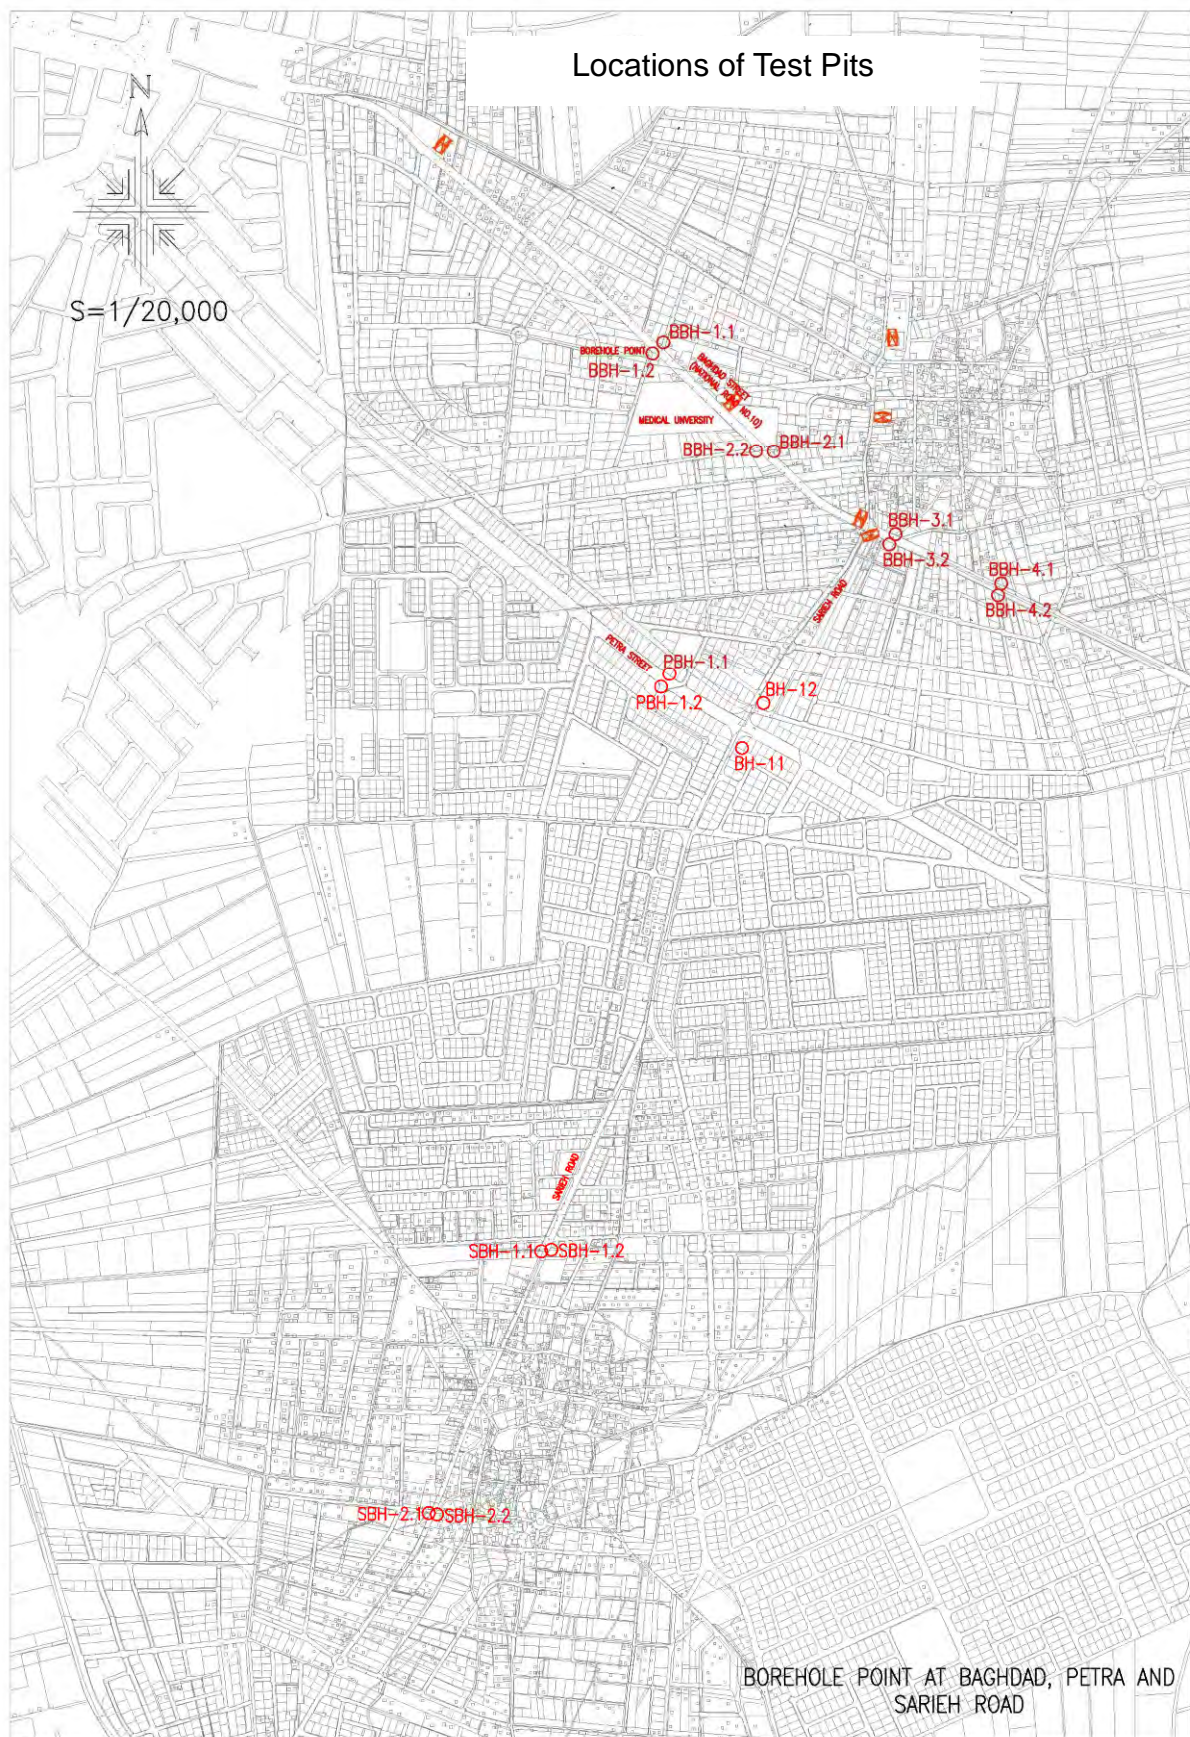 Locations of Test Pits
N
S=1/20,000
BBH-1.1
BOREHOLE POINT
BBH-1.2
BAGHDAD STREET
(NATIONAL ROAD NO.10)
MEDICAL UNVERSITY
BBH-2.2
BBH-2.1
BBH-3.1
BBH-3.2
BBH-4.1
BBH-4.2
SARIEH ROAD
PETRA STREET
PBH-1.1
PBH-1.2
BH-12
BH-11
SARIEH ROAD
SBH-1.1
SBH-1.2
SBH-2.1
SBH-2.2
BOREHOLE POINT AT BAGHDAD, PETRA AND
SARIEH ROAD